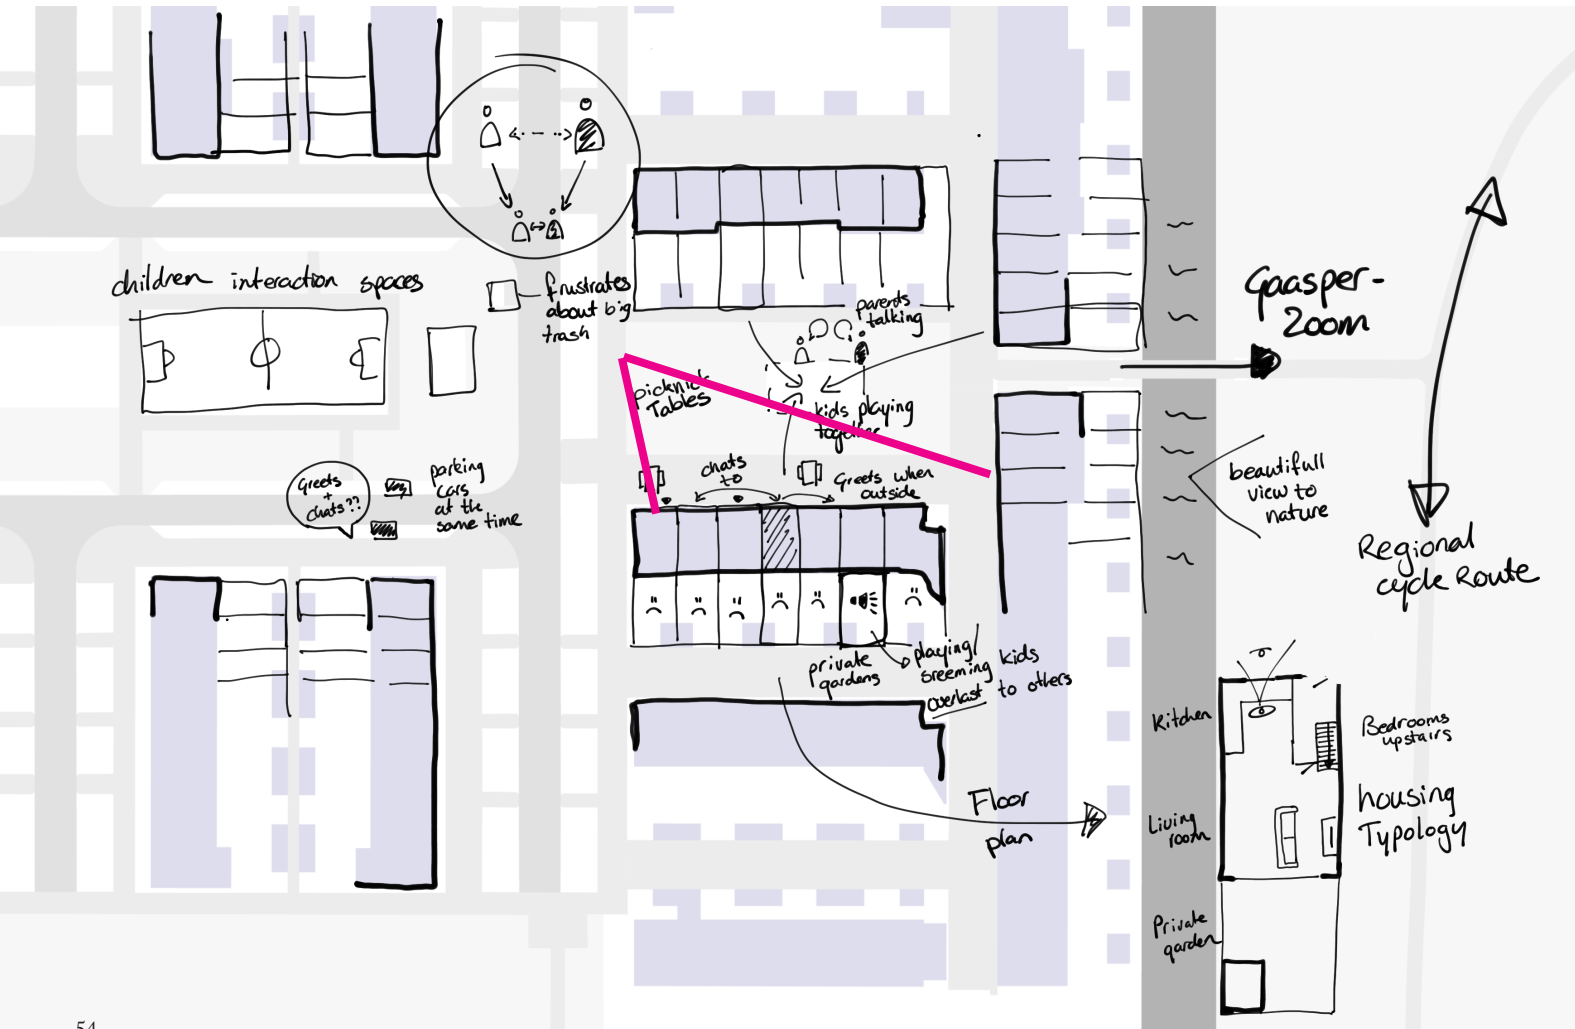 children interaction spaces
frustrates
about big
trash
parents
talking
picknick
Tables
kids playing
together
Gaasper-
Zoom
Greets
+
chats??
parking
cars
at the
same time
chats
to
Greets when
outside
beautifull
view to
nature
Regional
cycle Route
private
gardens
playing/
sreeming kids
overlast to others
Floor
plan
Kitchen
Bedrooms
upstairs
Living
room
housing
Typology
Private
garden
54